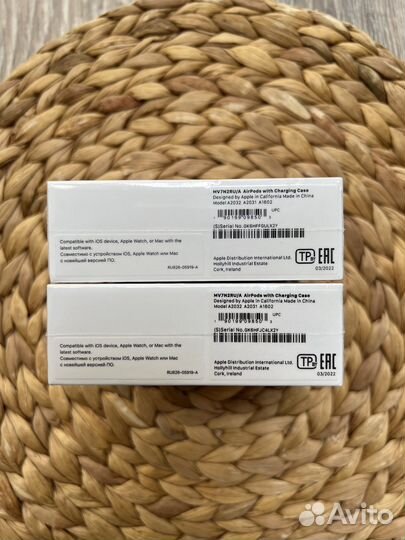 MV7N2RU/A AirPods with Charging Case
Designed by Apple in California Made in China
Model A2032 A2031 A1602
UPC
(S)Serial No.
Compatible with iOS device, Apple Watch, or Mac with the
latest software.
Совместимо с устройством iOS, Apple Watch или Mac
с новейшей версией ПО.
RU826-05919-A
Apple Distribution International Ltd.
Hollyhill Industrial Estate
Cork, Ireland
EAC
03/2022
MV7N2RU/A AirPods with Charging Case
Designed by Apple in California Made in China
Model A2032 A2031 A1602
UPC
(S)Serial No.
Compatible with iOS device, Apple Watch, or Mac with the
latest software.
Совместимо с устройством iOS, Apple Watch или Mac
с новейшей версией ПО.
RU826-05919-A
Apple Distribution International Ltd.
Hollyhill Industrial Estate
Cork, Ireland
EAC
03/2022
Avito